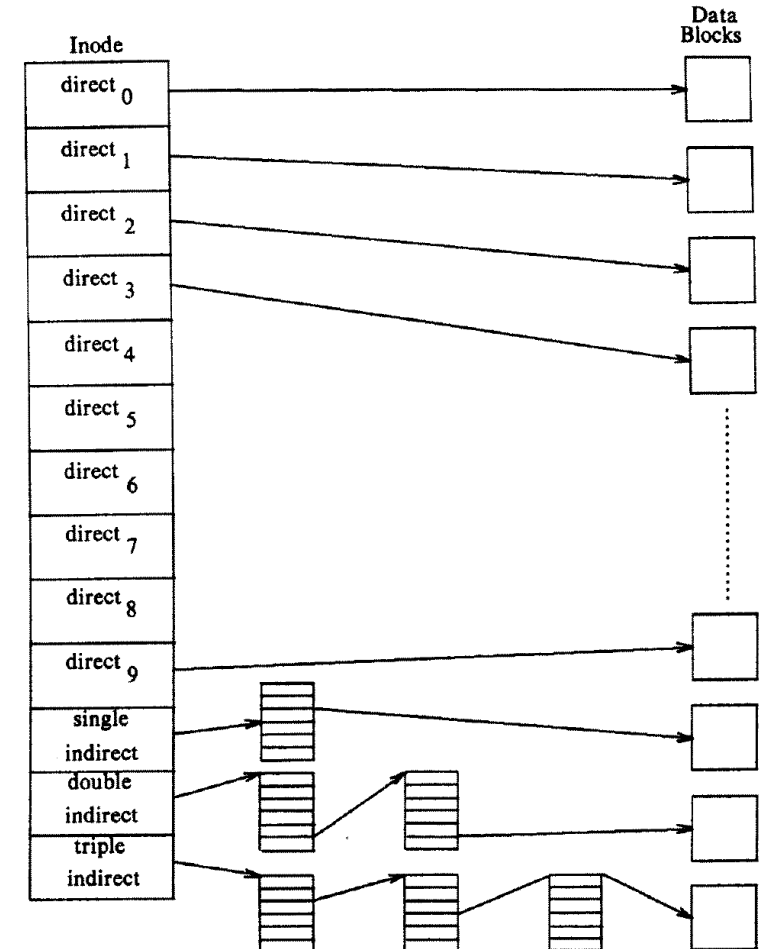 Data
Blocks
Inode
direct 0
direct 1
direct 2
direct 3
direct 4
direct 5
direct 6
direct 7
direct 8
direct 9
single
indirect
double
indirect
triple
indirect